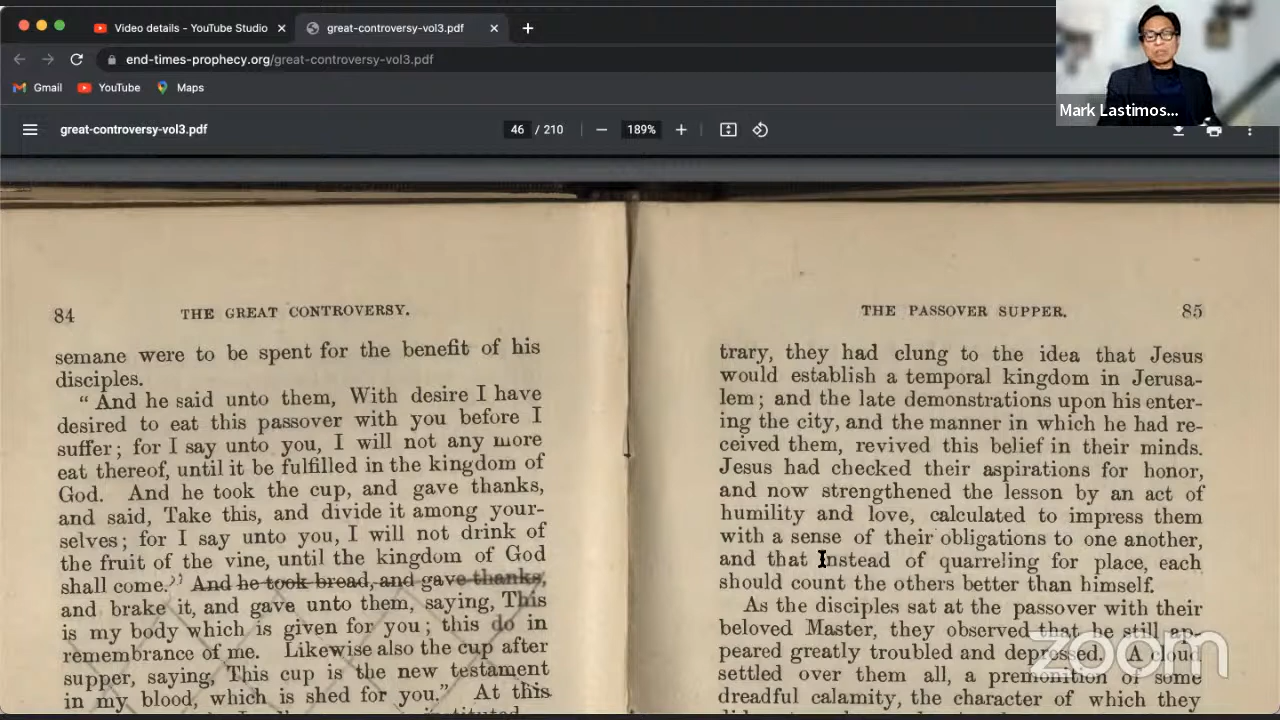 Video details - YouTube Studio
great-controversy-vol3.pdf
end-times-prophecy.org/great-controversy-vol3.pdf
Gmail
YouTube
Maps
great-controversy-vol3.pdf
46 / 210
189%
Mark Lastimos...
84
THE GREAT CONTROVERSY.
semane were to be spent for the benefit of his
disciples.
“ And he said unto them, With desire I have
desired to eat this passover with you before I
suffer; for I say unto you, I will not any more
eat thereof, until it be fulfilled in the kingdom of
God. And he took the cup, and gave thanks,
and said, Take this, and divide it among your-
selves; for I say unto you, I will not drink of
the fruit of the vine, until the kingdom of God
shall come.” And he took bread, and gave thanks,
and brake it, and gave unto them, saying, This
is my body which is given for you; this do in
remembrance of me. Likewise also the cup after
supper, saying, This cup is the new testament
in my blood, which is shed for you.” At this
instituted
THE PASSOVER SUPPER.
85
trary, they had clung to the idea that Jesus
would establish a temporal kingdom in Jerusa-
lem; and the late demonstrations upon his enter-
ing the city, and the manner in which he had re-
ceived them, revived this belief in their minds.
Jesus had checked their aspirations for honor,
and now strengthened the lesson by an act of
humility and love, calculated to impress them
with a sense of their obligations to one another,
and that instead of quarreling for place, each
should count the others better than himself.
As the disciples sat at the passover with their
beloved Master, they observed that he still ap-
peared greatly troubled and depressed. A cloud
settled over them all, a premonition of some
dreadful calamity, the character of which they
zoom